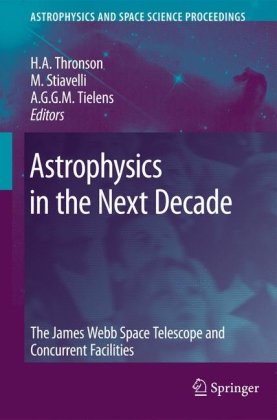 ASTROPHYSICS AND SPACE SCIENCE PROCEEDINGS
H.A. Thronson
M. Stiavelli
A.G.G.M. Tielens
Editors
Astrophysics
in the Next Decade
The James Webb Space Telescope and
Concurrent Facilities
Springer